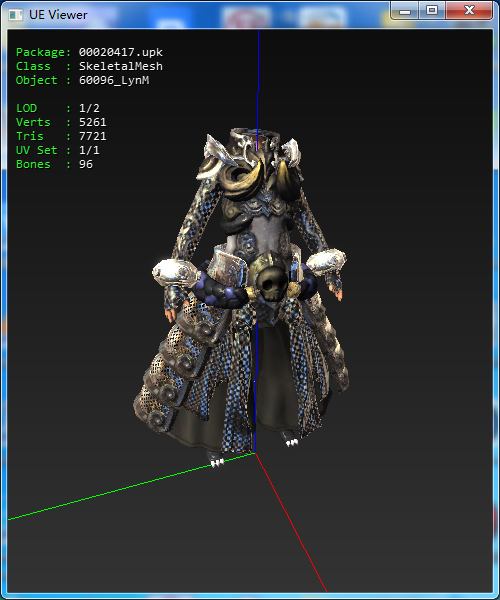 UE Viewer
Package: 00020417.upk
Class  : SkeletalMesh
Object : 60096_LynM
LOD    : 1/2
Verts  : 5261
Tris   : 7721
UV Set : 1/1
Bones  : 96